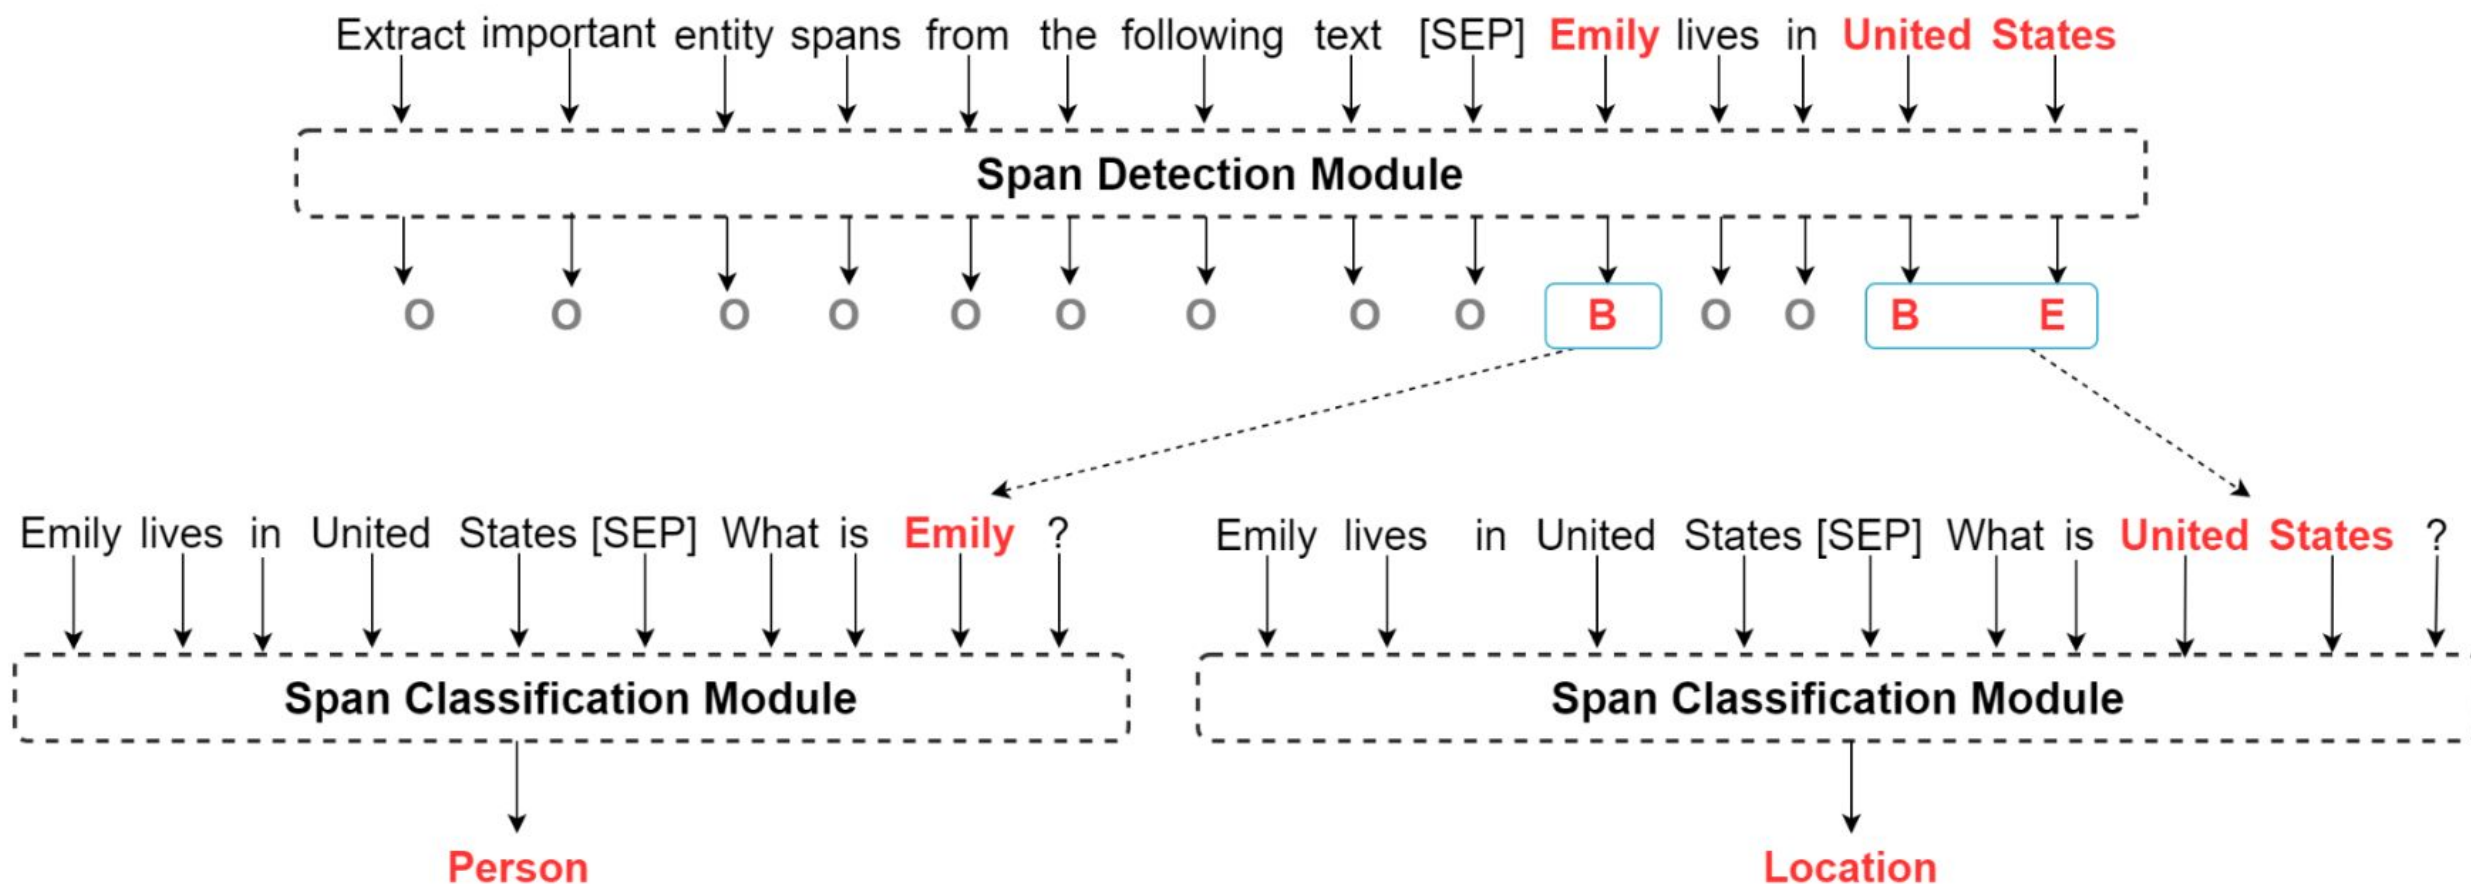 Extract important entity spans from the following text [SEP] Emily lives in United States
Span Detection Module
O O O O O O O O O B O O B E
Emily lives in United States [SEP] What is Emily ?
Emily lives in United States [SEP] What is United States ?
Span Classification Module
Span Classification Module
Person
Location